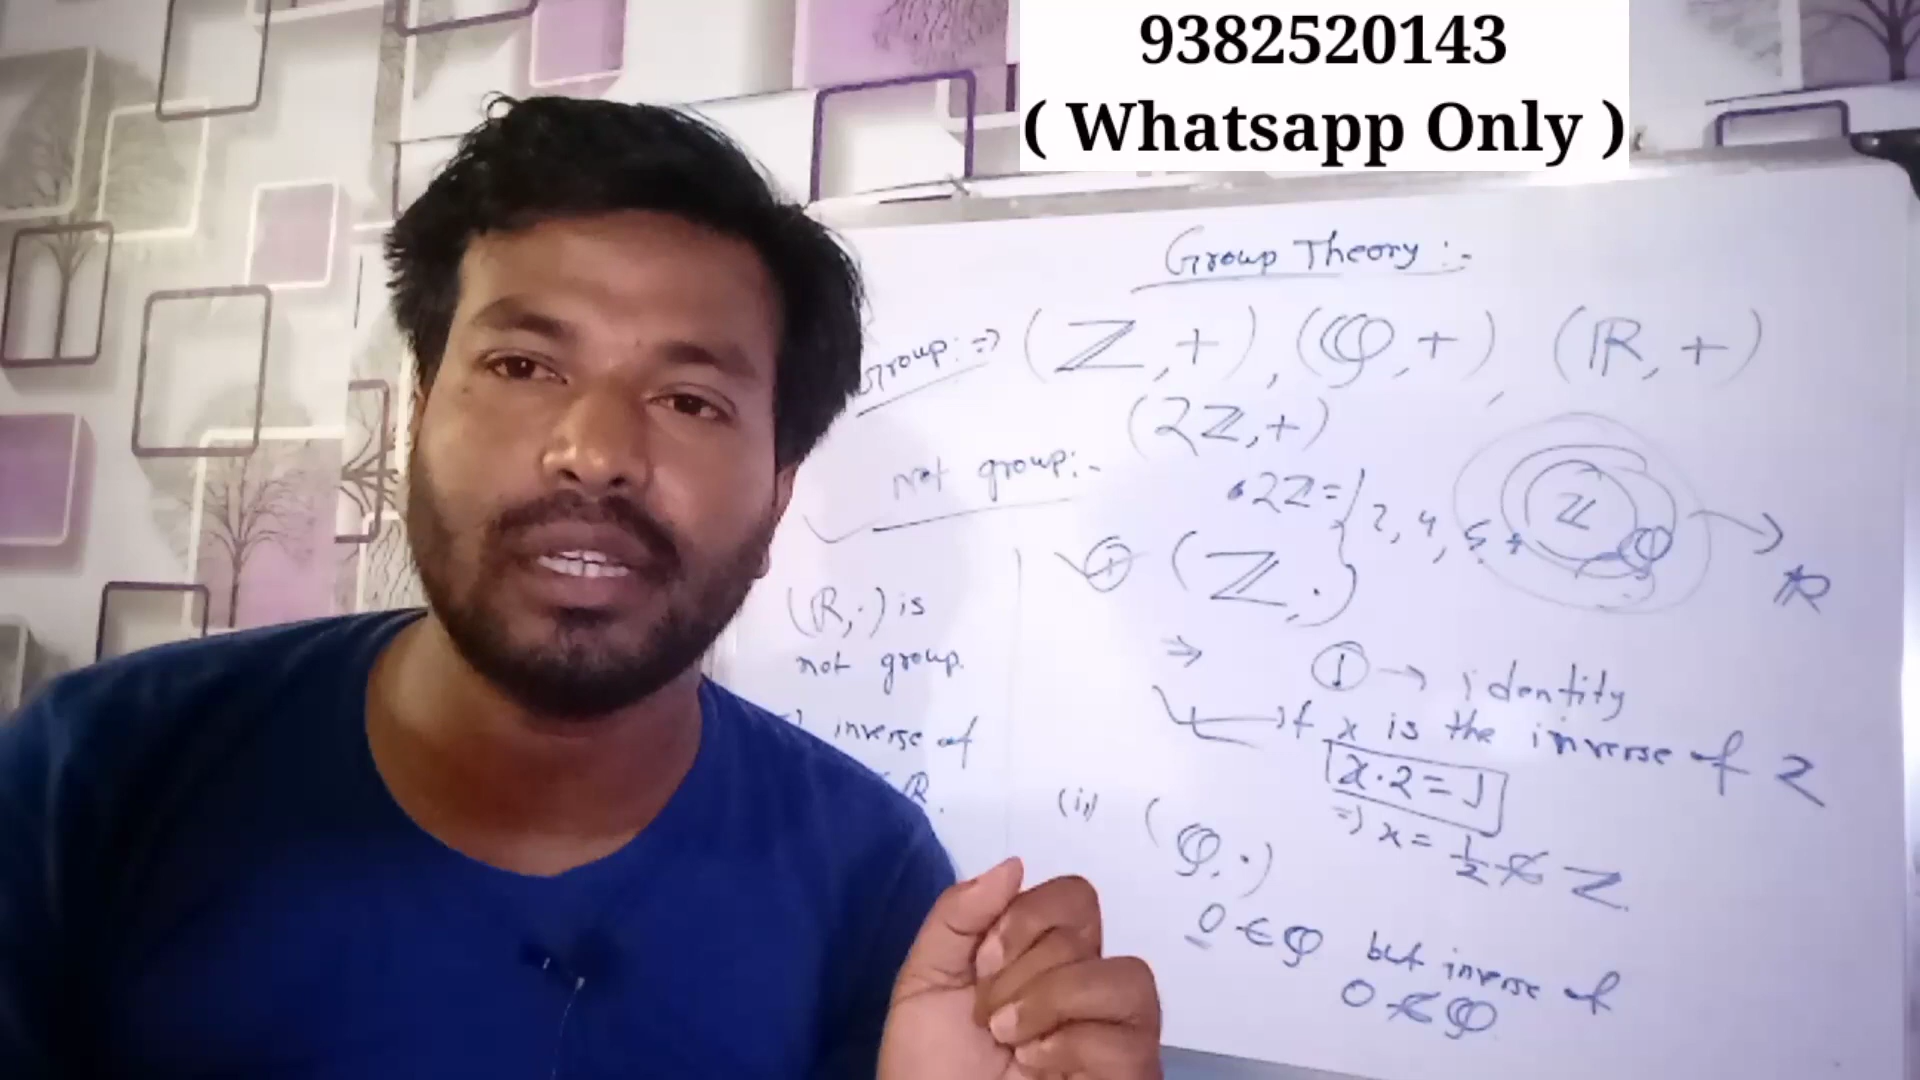 9382520143
( Whatsapp Only )
Group Theory :-
Group: => (Z, +), (Q, +), (R, +)
(2Z, +)
not group:-
2Z = { 2, 4,
Z
Q
R
(Z, ·)
(R, ·) is
not group.
=> 1 → identity
inverse of
R.
If x is the inverse of 2
x·2 = 1
=> x = 1/2 ∉ Z.
(ii) (Q, ·)
0 ∈ Q but inverse of
0 ∉ Q